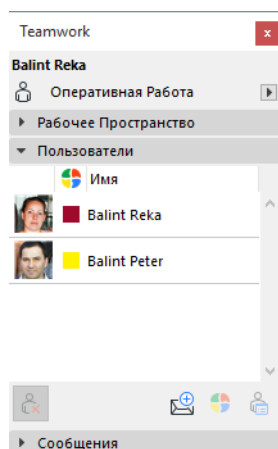 Teamwork
Balint Reka
Оперативная Работа
Рабочее Пространство
Пользователи
Имя
Balint Reka
Balint Peter
Сообщения